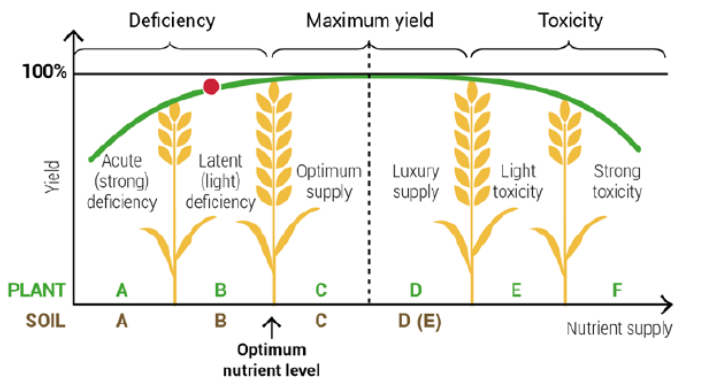 Deficiency Maximum yield Toxicity
100%
Yield
Acute
(strong)
deficiency
Latent
(light)
deficiency
Optimum
supply
Luxury
supply
Light
toxicity
Strong
toxicity
PLANT A B C D E F
SOIL A B C D (E)
Nutrient supply
Optimum
nutrient level